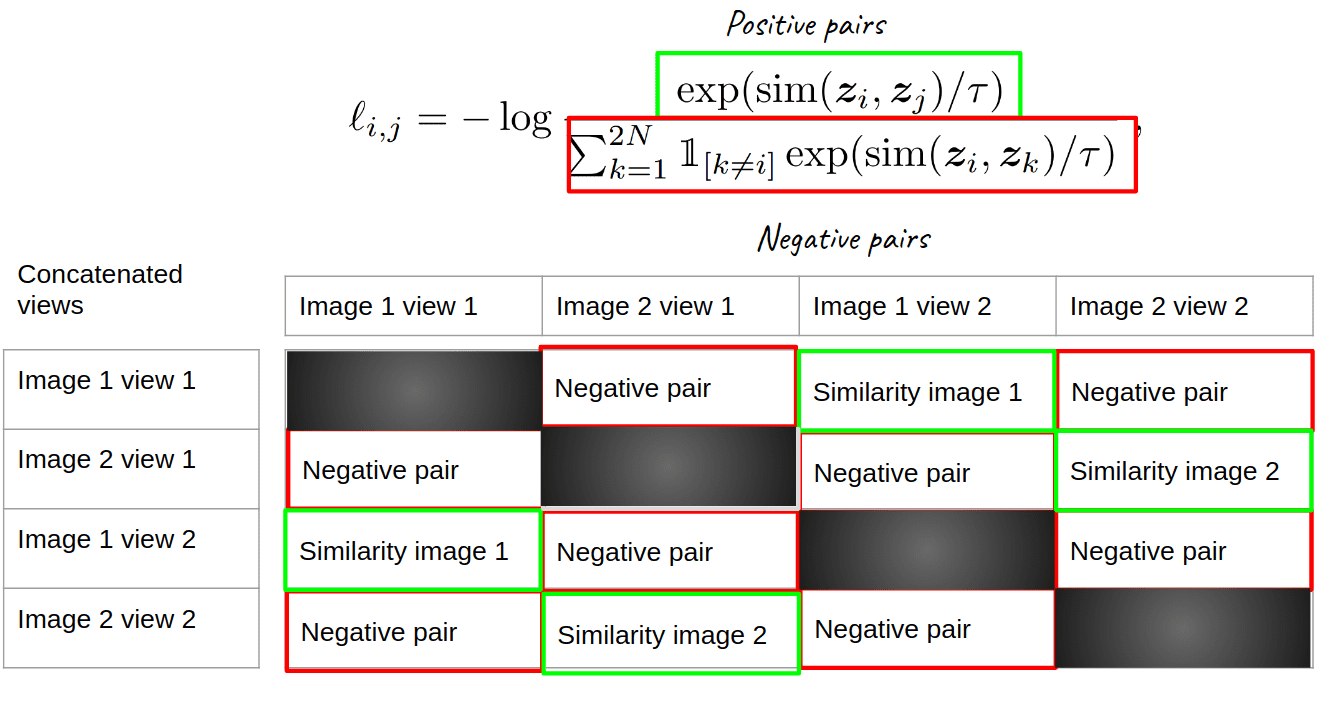 Positive pairs
ℓ_{i,j} = − log exp(sim(z_i, z_j)/τ) / ∑_{k=1}^{2N} 𝟙_{[k≠i]} exp(sim(z_i, z_k)/τ) ,
Negative pairs
Concatenated
views
Image 1 view 1 Image 2 view 1 Image 1 view 2 Image 2 view 2
Image 1 view 1 Negative pair Similarity image 1 Negative pair
Image 2 view 1 Negative pair Negative pair Similarity image 2
Image 1 view 2 Similarity image 1 Negative pair Negative pair
Image 2 view 2 Negative pair Similarity image 2 Negative pair